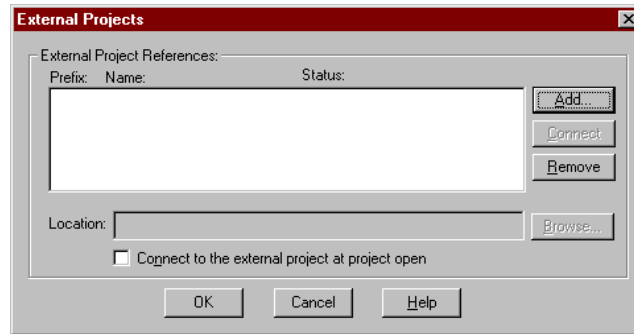 External Projects
External Project References:
Prefix: Name: Status:
Add...
Connect
Remove
Location: Browse...
Connect to the external project at project open
OK Cancel Help